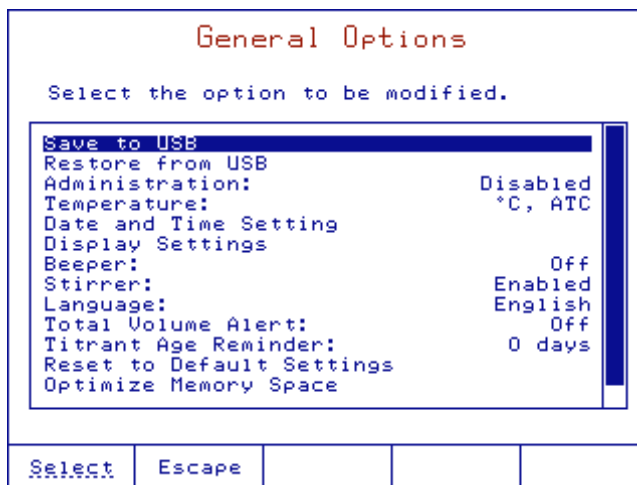 General Options
Select the option to be modified.
Save to USB
Restore from USB
Administration: Disabled
Temperature: °C, ATC
Date and Time Setting
Display Settings
Beeper: Off
Stirrer: Enabled
Language: English
Total Volume Alert: Off
Titrant Age Reminder: 0 days
Reset to Default Settings
Optimize Memory Space
Select Escape